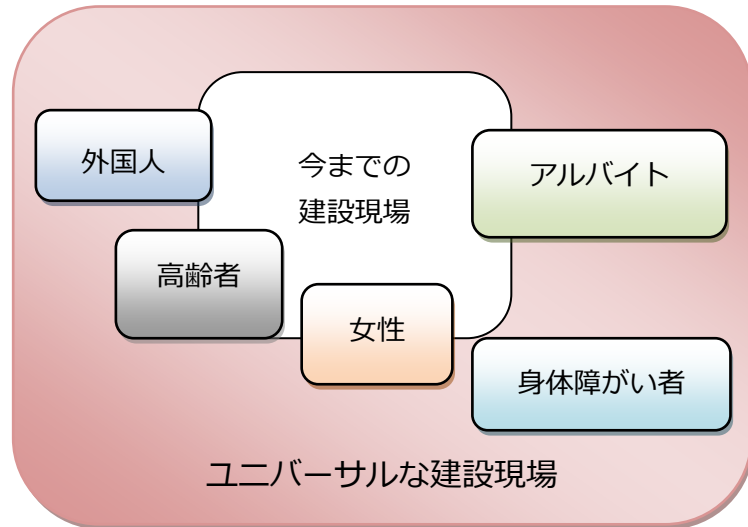 外国人
今までの
建設現場
アルバイト
高齢者
女性
身体障がい者
ユニバーサルな建設現場